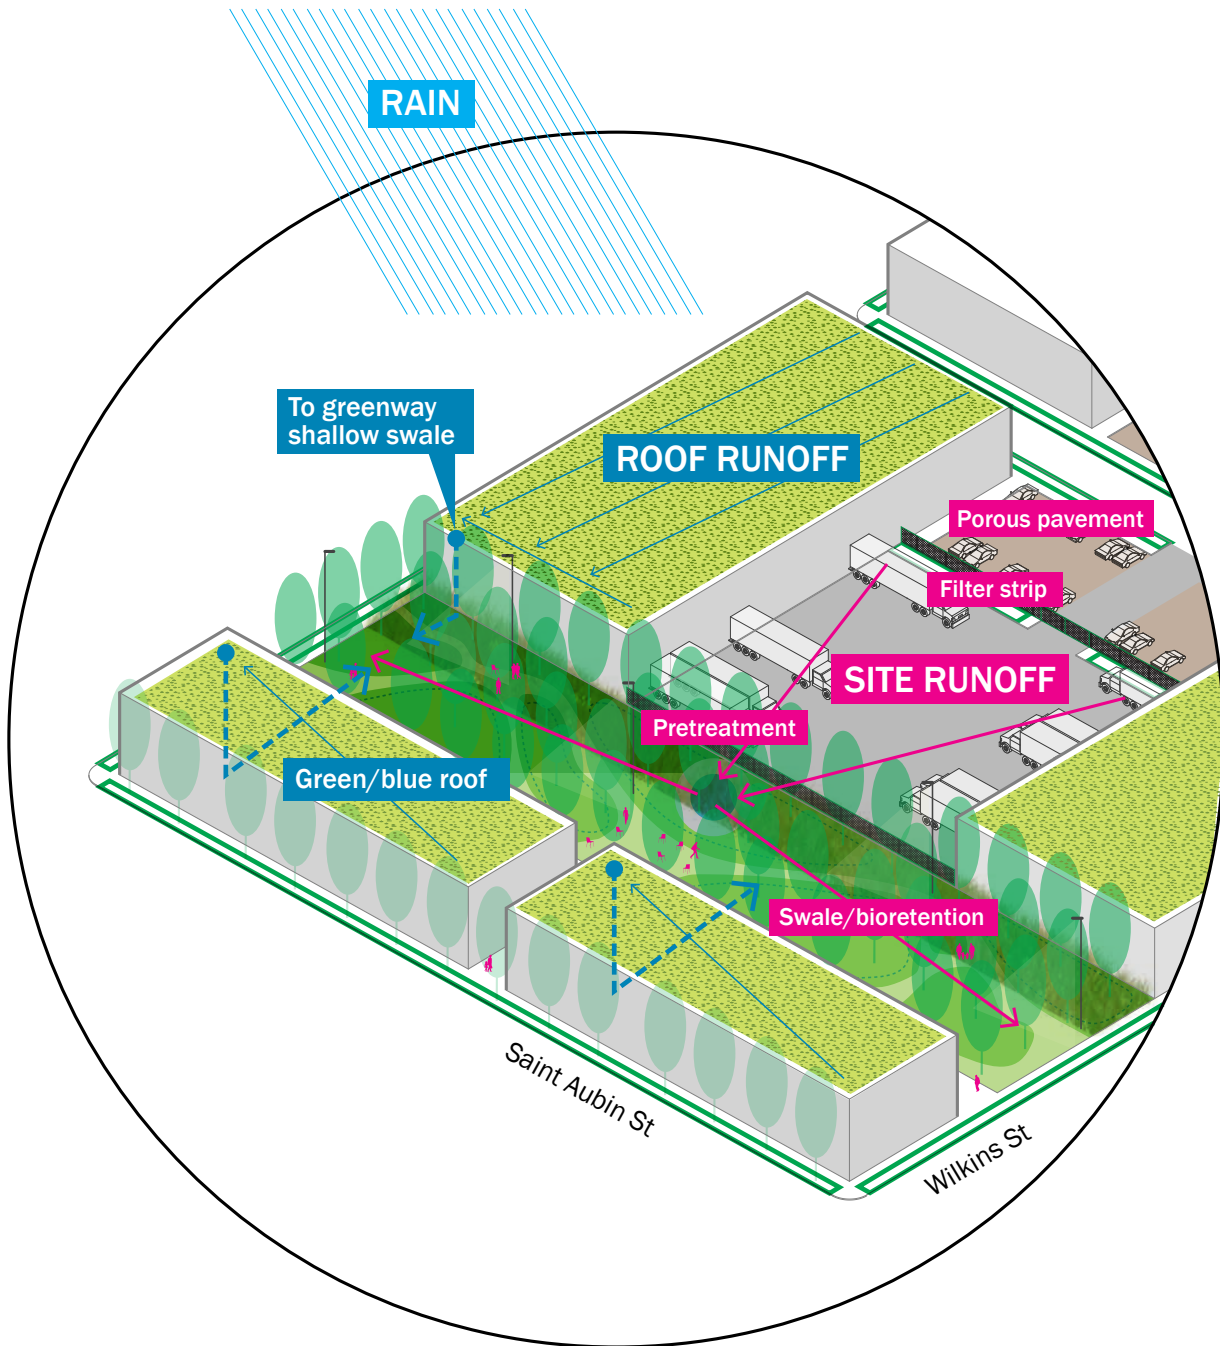 RAIN
To greenway
shallow swale
ROOF RUNOFF
Porous pavement
Filter strip
SITE RUNOFF
Pretreatment
Green/blue roof
Swale/bioretention
Saint Aubin St
Wilkins St